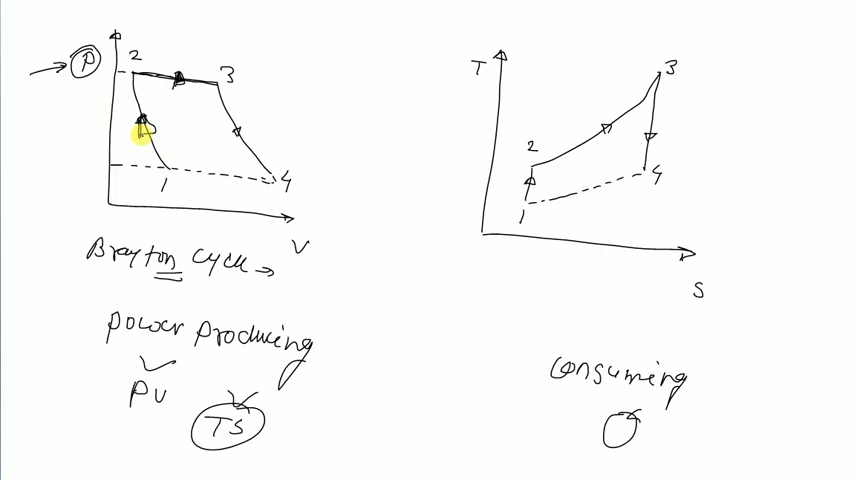 P
2
3
1
4
V
Brayton cycle →
power producing
PV
TS
T
3
2
4
1
S
Consuming